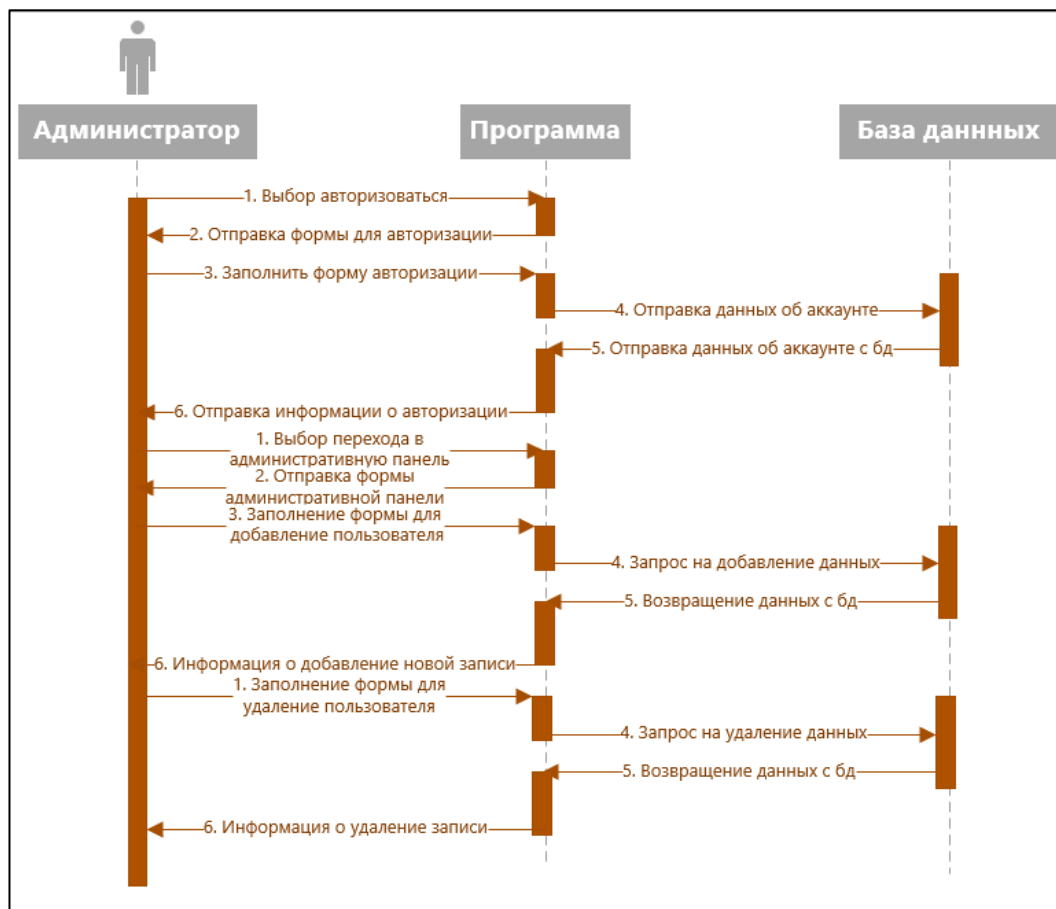 Администратор
Программа
База даннных
1. Выбор авторизоваться
2. Отправка формы для авторизации
3. Заполнить форму авторизации
4. Отправка данных об аккаунте
5. Отправка данных об аккаунте с бд
6. Отправка информации о авторизации
1. Выбор перехода в
административную панель
2. Отправка формы
административной панели
3. Заполнение формы для
добавление пользователя
4. Запрос на добавление данных
5. Возвращение данных с бд
6. Информация о добавление новой записи
1. Заполнение формы для
удаление пользователя
4. Запрос на удаление данных
5. Возвращение данных с бд
6. Информация о удаление записи